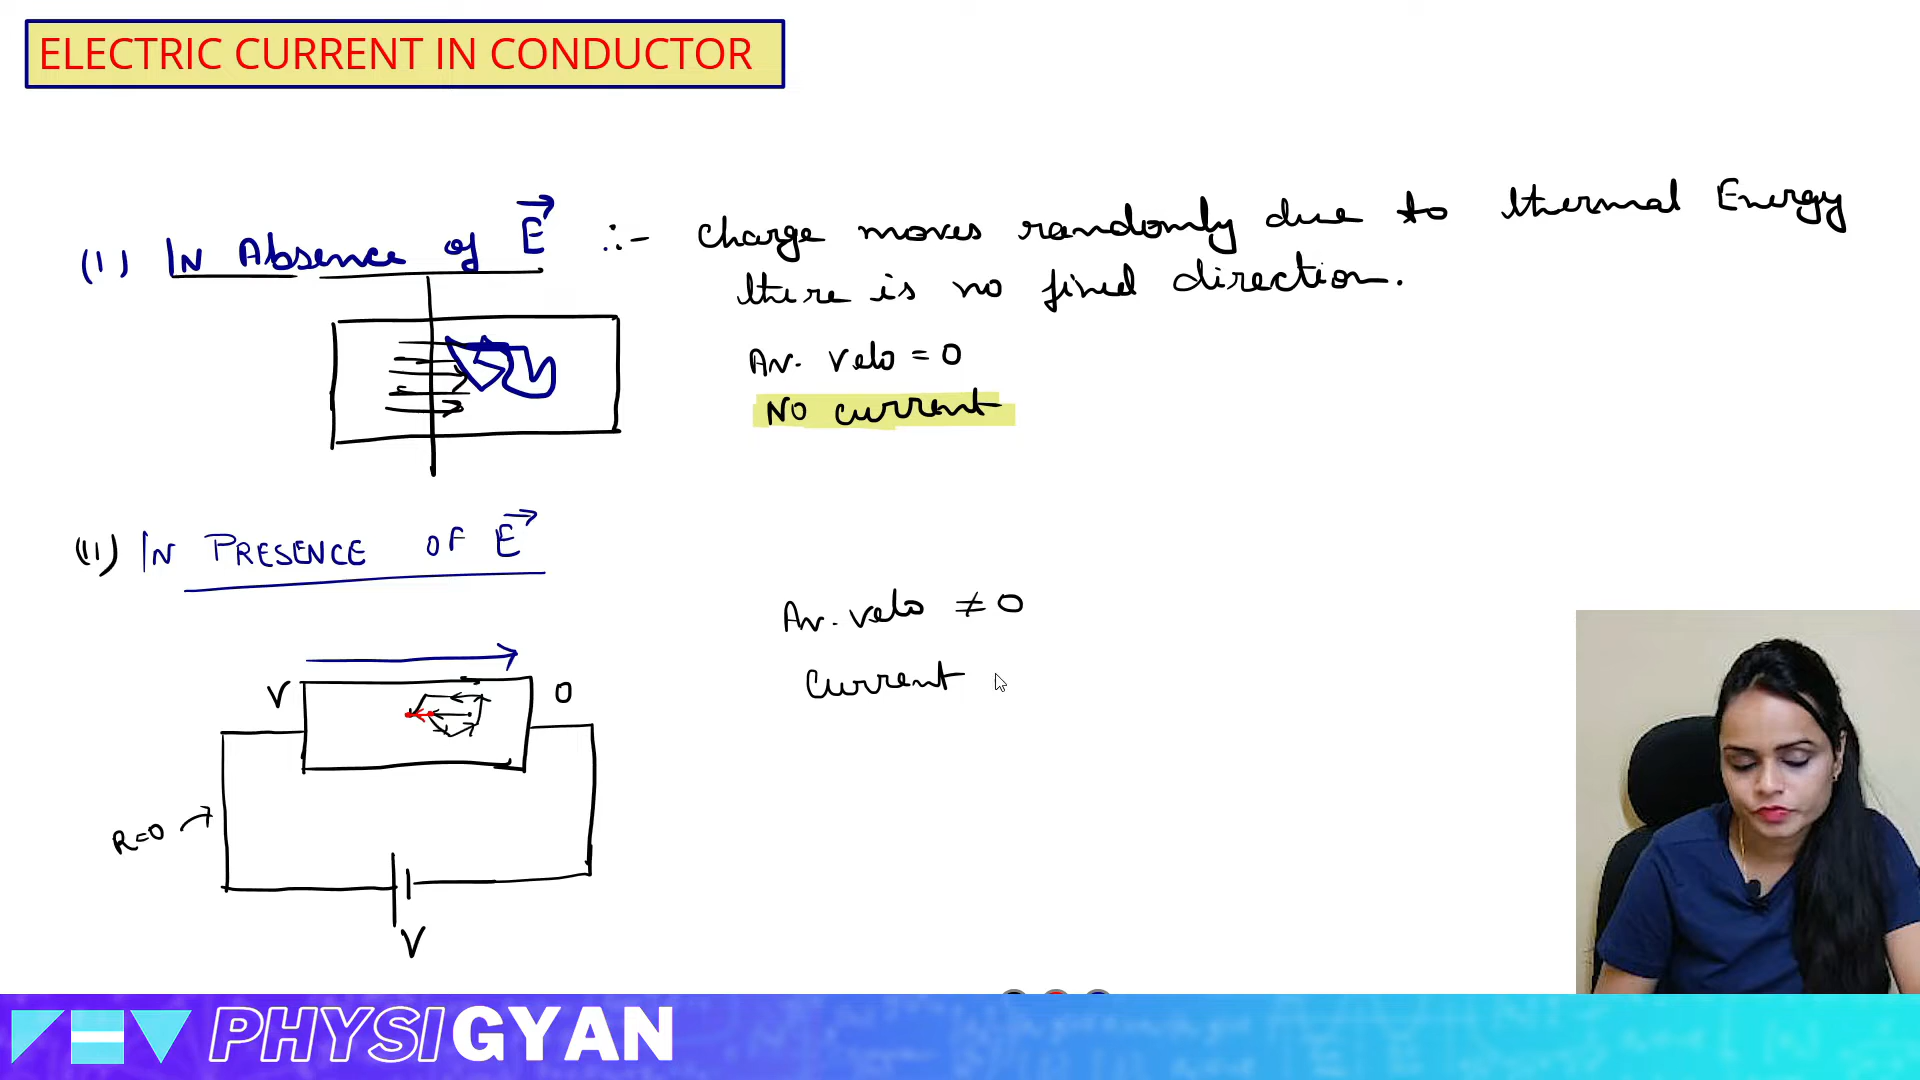 ELECTRIC CURRENT IN CONDUCTOR
(I) IN Absence of E :- charge moves randomly due to thermal Energy
there is no fixed direction.
Av. velo = 0
NO current
(II) IN PRESENCE OF E
Av. velo ≠ 0
V 0
Current
R=0
V
PHYSIGYAN